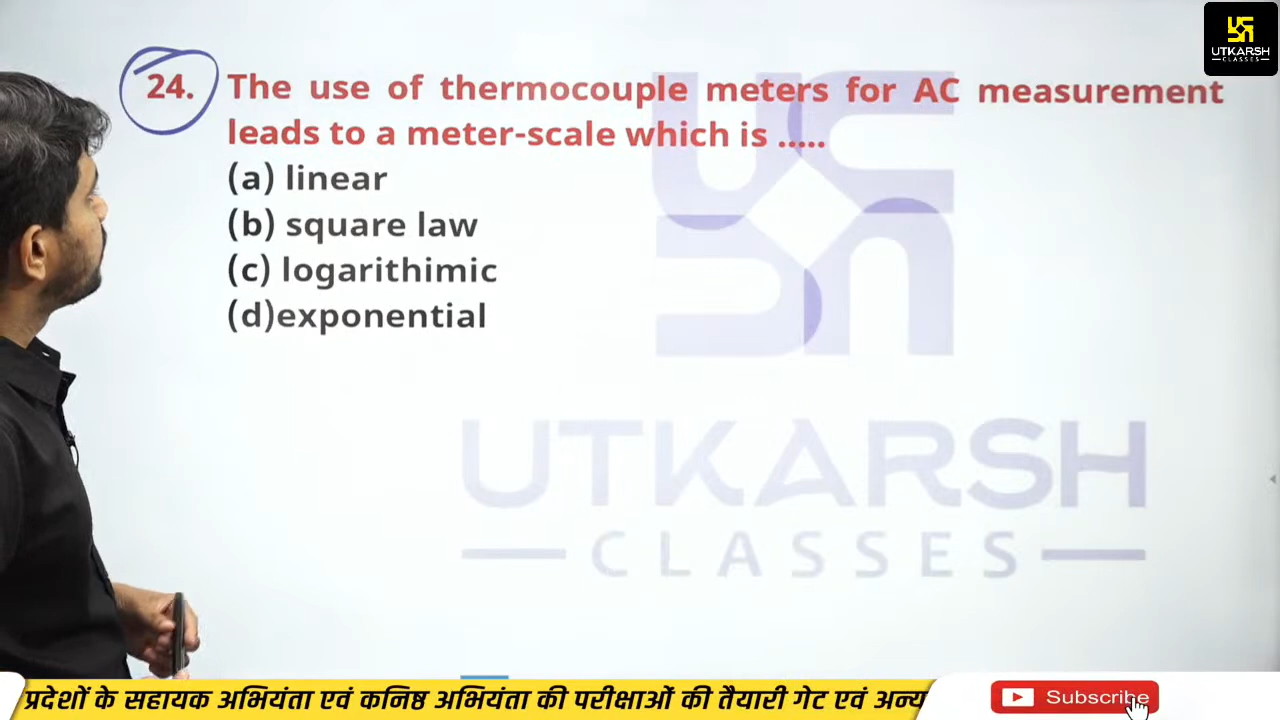 UTKARSH
CLASSES
24. The use of thermocouple meters for AC measurement
leads to a meter-scale which is .....
(a) linear
(b) square law
(c) logarithimic
(d)exponential
UTKARSH
CLASSES
प्रदेशों के सहायक अभियंता एवं कनिष्ठ अभियंता की परीक्षाओं की तैयारी गेट एवं अन्य
Subscribe